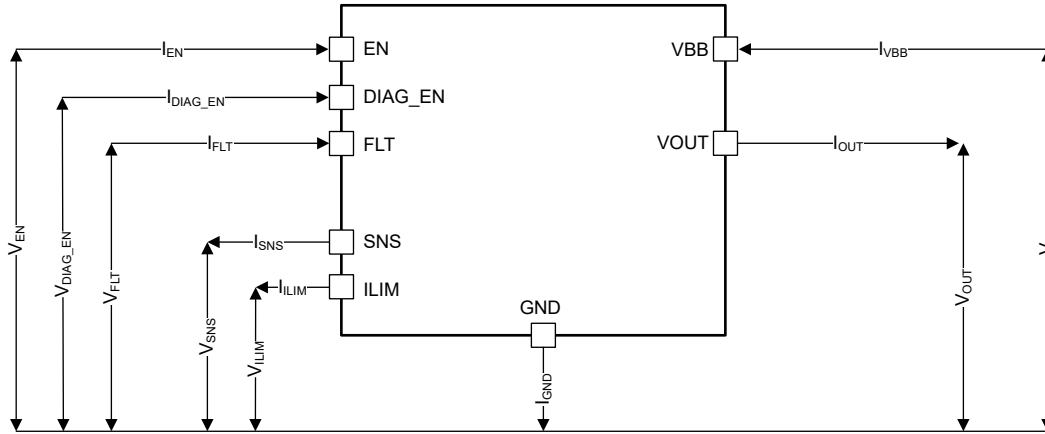 I_EN
EN
VBB
I_VBB
I_DIAG_EN
DIAG_EN
I_FLT
FLT
VOUT
I_OUT
I_SNS
SNS
I_ILIM
ILIM
GND
V_EN
V_DIAG_EN
V_FLT
V_SNS
V_ILIM
I_GND
V_OUT